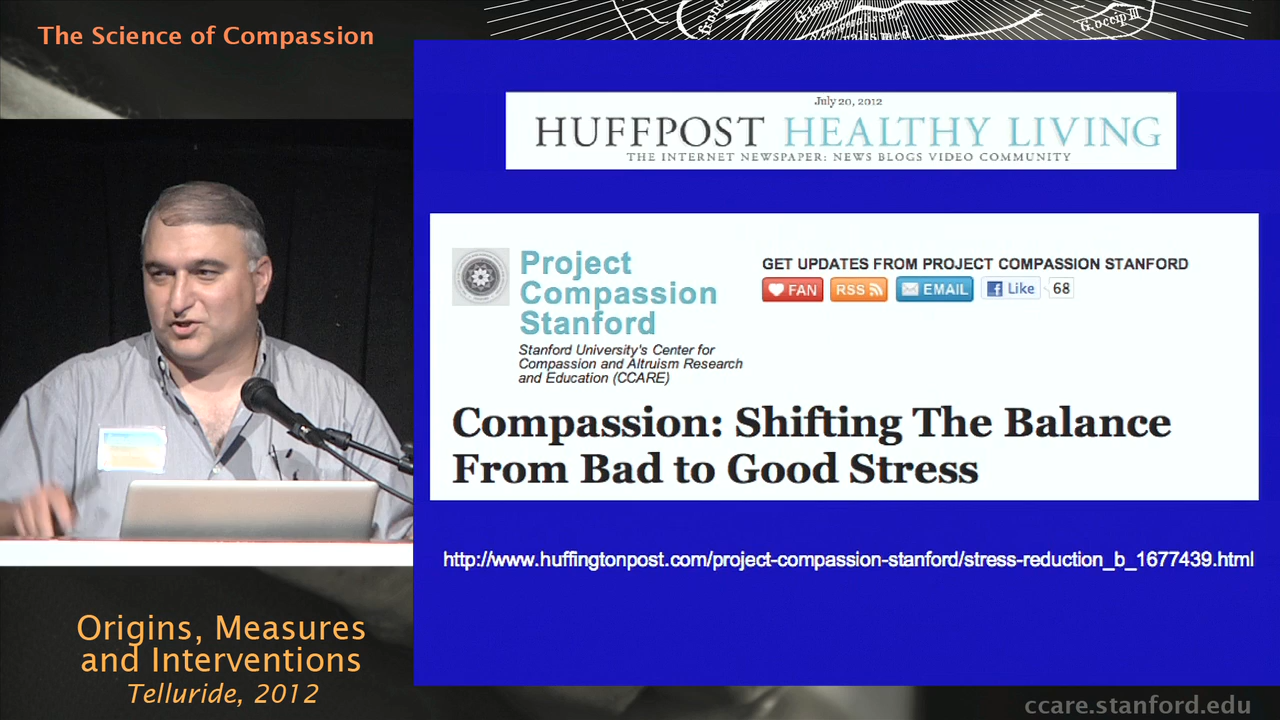 The Science of Compassion
G.occip III
July 20, 2012
HUFFPOST HEALTHY LIVING
THE INTERNET NEWSPAPER: NEWS BLOGS VIDEO COMMUNITY
Project
Compassion
Stanford
Stanford University's Center for
Compassion and Altruism Research
and Education (CCARE)
GET UPDATES FROM PROJECT COMPASSION STANFORD
FAN RSS EMAIL Like 68
Compassion: Shifting The Balance
From Bad to Good Stress
http://www.huffingtonpost.com/project-compassion-stanford/stress-reduction_b_1677439.html
Origins, Measures
and Interventions
Telluride, 2012
ccare.stanford.edu